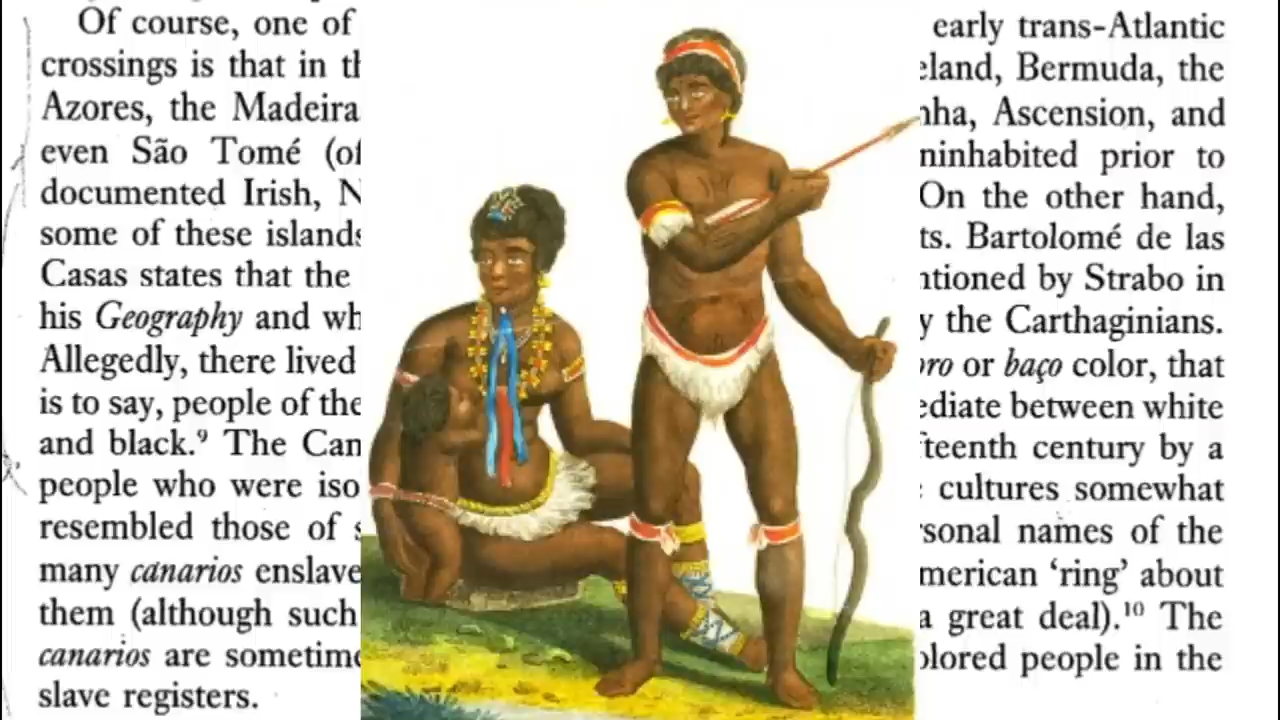 Of course, one of early trans-Atlantic
crossings is that in eland, Bermuda, the
Azores, the Madeira nha, Ascension, and
even São Tomé (of ninhabited prior to
documented Irish, N On the other hand,
some of these islands ts. Bartolomé de las
Casas states that the ntioned by Strabo in
his Geography and wh y the Carthaginians.
Allegedly, there lived oro or baço color, that
is to say, people of the ediate between white
and black.⁹ The Can fteenth century by a
people who were iso cultures somewhat
resembled those of s rsonal names of the
many canarios enslave merican ‘ring’ about
them (although such a great deal).¹⁰ The
canarios are sometime olored people in the
slave registers.